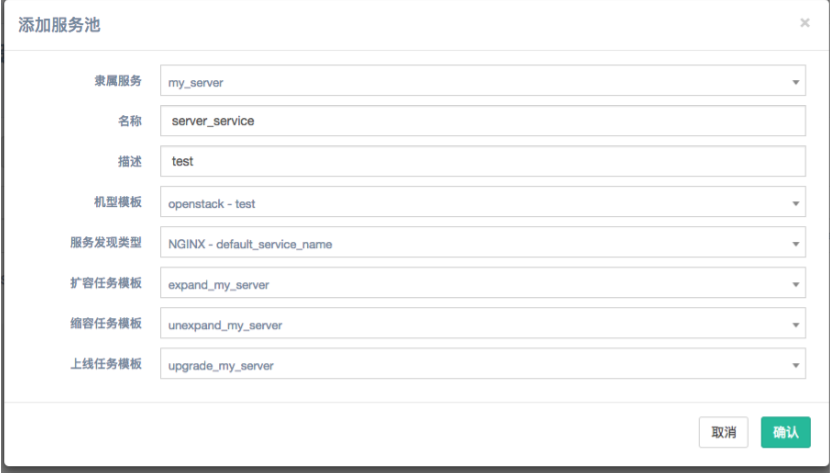 添加服务池 ×
隶属服务 my_server
名称 server_service
描述 test
机型模板 openstack - test
服务发现类型 NGINX - default_service_name
扩容任务模板 expand_my_server
缩容任务模板 unexpand_my_server
上线任务模板 upgrade_my_server
取消 确认